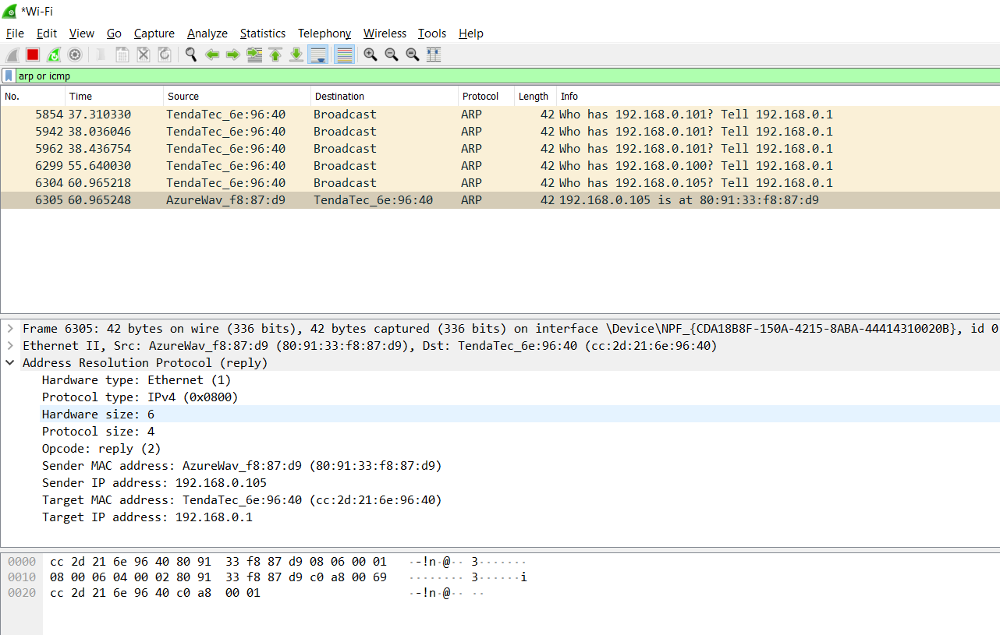 *Wi-Fi
File Edit View Go Capture Analyze Statistics Telephony Wireless Tools Help
arp or icmp
No. Time Source Destination Protocol Length Info
5854 37.310330 TendaTec_6e:96:40 Broadcast ARP 42 Who has 192.168.0.101? Tell 192.168.0.1
5942 38.036046 TendaTec_6e:96:40 Broadcast ARP 42 Who has 192.168.0.101? Tell 192.168.0.1
5962 38.436754 TendaTec_6e:96:40 Broadcast ARP 42 Who has 192.168.0.101? Tell 192.168.0.1
6299 55.640030 TendaTec_6e:96:40 Broadcast ARP 42 Who has 192.168.0.100? Tell 192.168.0.1
6304 60.965218 TendaTec_6e:96:40 Broadcast ARP 42 Who has 192.168.0.105? Tell 192.168.0.1
6305 60.965248 AzureWav_f8:87:d9 TendaTec_6e:96:40 ARP 42 192.168.0.105 is at 80:91:33:f8:87:d9
Frame 6305: 42 bytes on wire (336 bits), 42 bytes captured (336 bits) on interface \Device\NPF_{CDA18B8F-150A-4215-8ABA-44414310020B}, id 0
Ethernet II, Src: AzureWav_f8:87:d9 (80:91:33:f8:87:d9), Dst: TendaTec_6e:96:40 (cc:2d:21:6e:96:40)
Address Resolution Protocol (reply)
Hardware type: Ethernet (1)
Protocol type: IPv4 (0x0800)
Hardware size: 6
Protocol size: 4
Opcode: reply (2)
Sender MAC address: AzureWav_f8:87:d9 (80:91:33:f8:87:d9)
Sender IP address: 192.168.0.105
Target MAC address: TendaTec_6e:96:40 (cc:2d:21:6e:96:40)
Target IP address: 192.168.0.1
0000 cc 2d 21 6e 96 40 80 91 33 f8 87 d9 08 06 00 01 ·-!n·@·· 3·······
0010 08 00 06 04 00 02 80 91 33 f8 87 d9 c0 a8 00 69 ········ 3······i
0020 cc 2d 21 6e 96 40 c0 a8 00 01 ·-!n·@·· ··